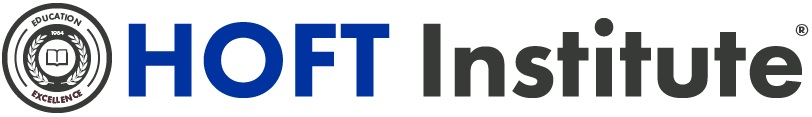 EDUCATION
1984
EXCELLENCE
HOFT Institute®